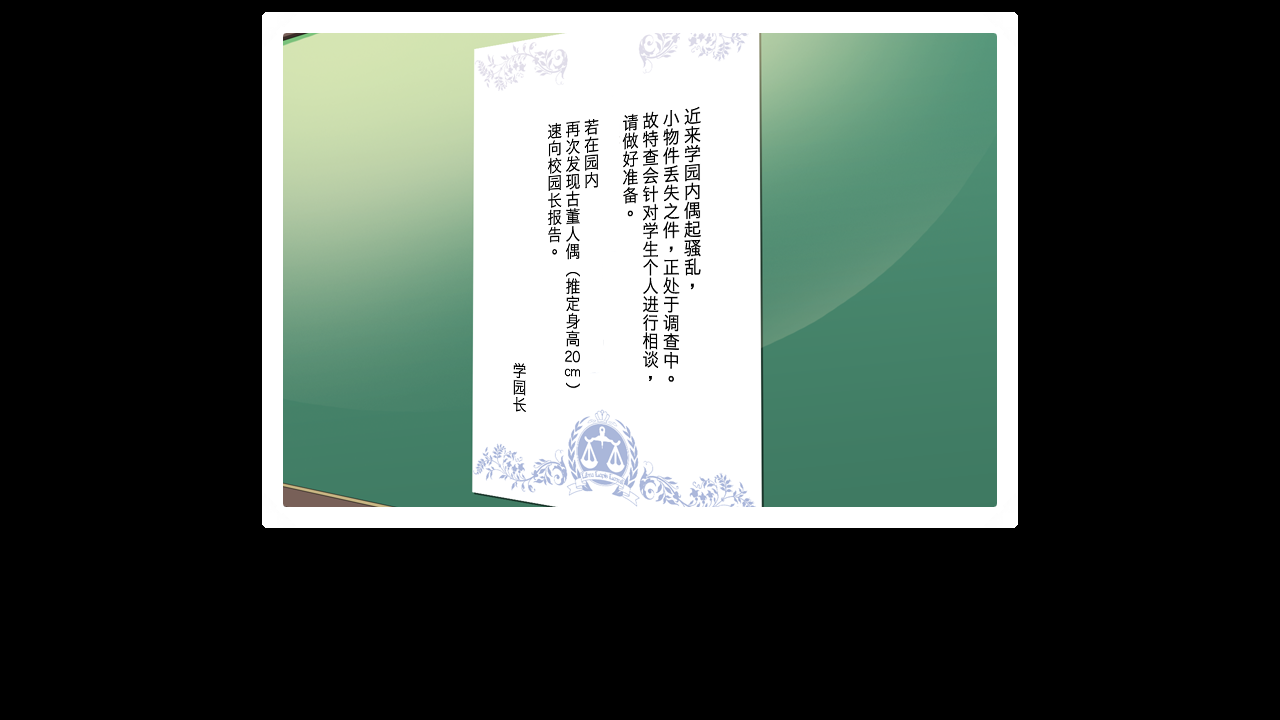 近来学园内偶起骚乱，
小物件丢失之件，正处于调查中。
故特查会针对学生个人进行相谈，
请做好准备。
若在园内
再次发现古董人偶（推定身高20cm）
速向校园长报告。
学园长